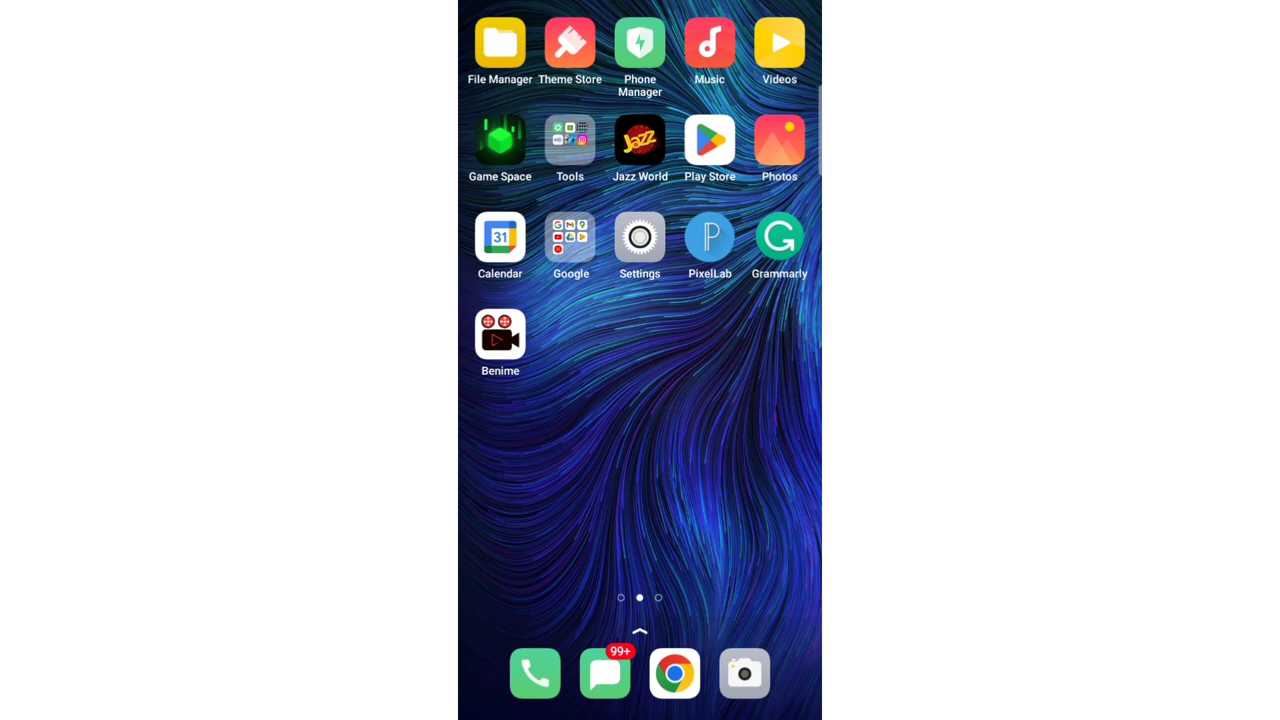 File Manager
Theme Store
Phone
Manager
Music
Videos
Game Space
Tools
Jazz
Jazz World
Play Store
Photos
31
Calendar
Google
Settings
P
PixelLab
G
Grammarly
Benime
99+